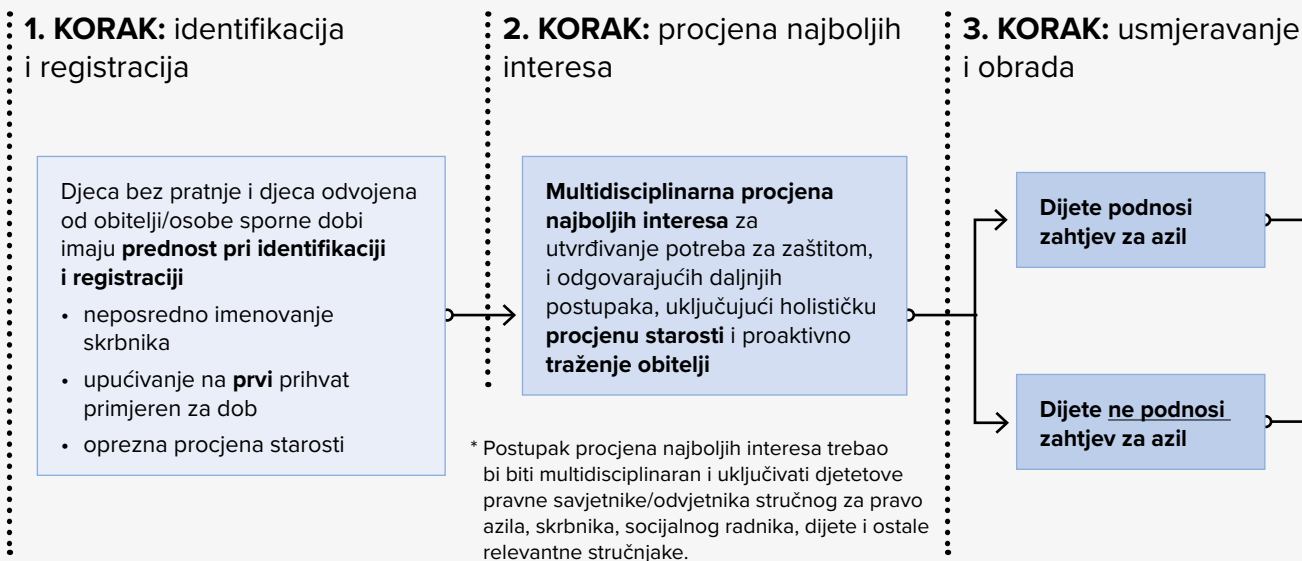 1. KORAK: identifikacija
i registracija
Djeca bez pratnje i djeca odvojena
od obitelji/osobe sporne dobi
imaju prednost pri identifikaciji
i registraciji
• neposredno imenovanje
skrbnika
• upućivanje na prvi prihvat
primjeren za dob
• oprezna procjena starosti
2. KORAK: procjena najboljih
interesa
Multidisciplinarna procjena
najboljih interesa za
utvrđivanje potreba za zaštitom,
i odgovarajućih daljnjih
postupaka, uključujući holističku
procjenu starosti i proaktivno
traženje obitelji
* Postupak procjena najboljih interesa trebao
bi biti multidisciplinaran i uključivati djetetove
pravne savjetnike/odvjetnika stručnog za pravo
azila, skrbnika, socijalnog radnika, dijete i ostale
relevantne stručnjake.
3. KORAK: usmjeravanje
i obrada
Dijete podnosi
zahtjev za azil
Dijete ne podnosi
zahtjev za azil